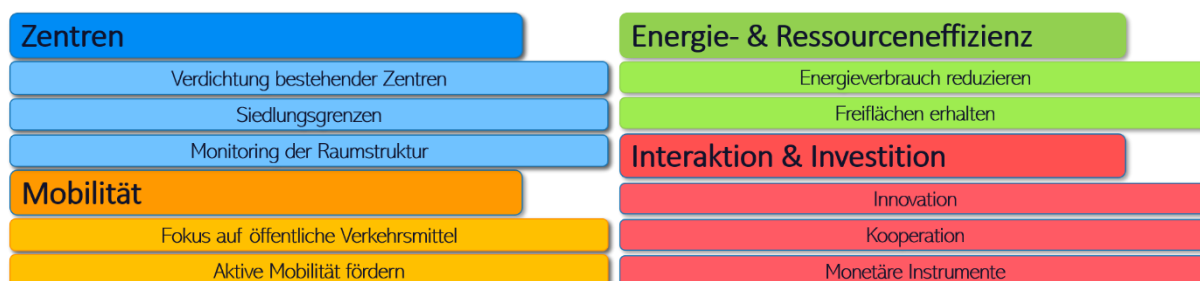 Zentren
Verdichtung bestehender Zentren
Siedlungsgrenzen
Monitoring der Raumstruktur
Mobilität
Fokus auf öffentliche Verkehrsmittel
Aktive Mobilität fördern
Energie- & Ressourceneffizienz
Energieverbrauch reduzieren
Freiflächen erhalten
Interaktion & Investition
Innovation
Kooperation
Monetäre Instrumente